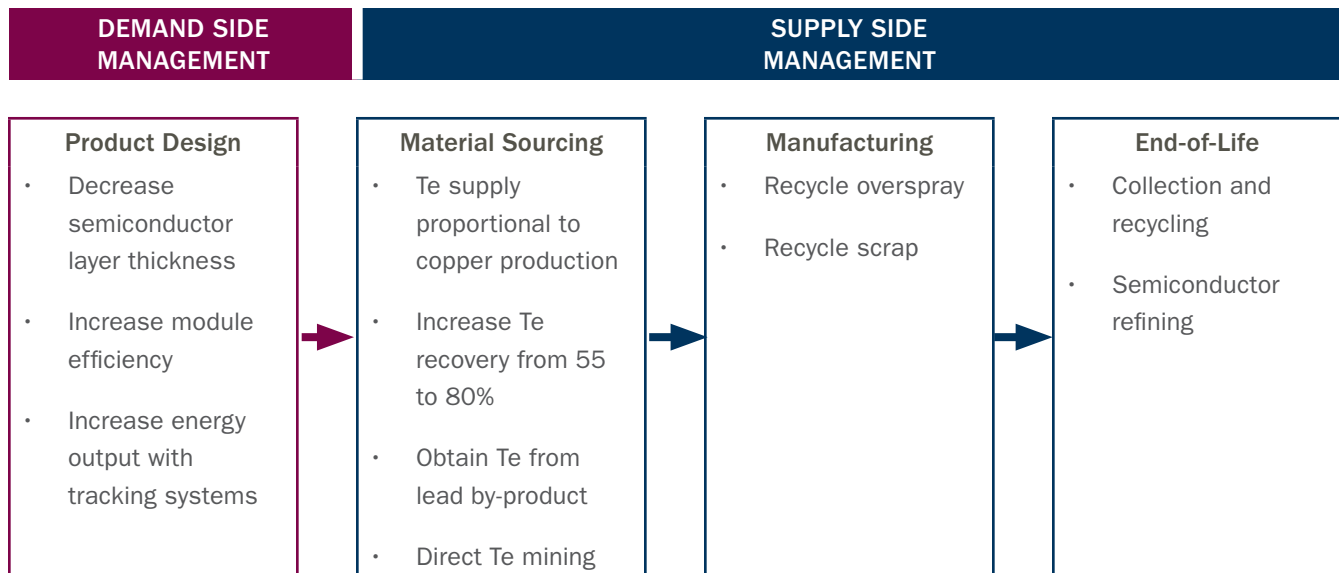 DEMAND SIDE
MANAGEMENT
SUPPLY SIDE
MANAGEMENT
Product Design
· Decrease
semiconductor
layer thickness
· Increase module
efficiency
· Increase energy
output with
tracking systems
Material Sourcing
· Te supply
proportional to
copper production
· Increase Te
recovery from 55
to 80%
· Obtain Te from
lead by-product
· Direct Te mining
Manufacturing
· Recycle overspray
· Recycle scrap
End-of-Life
· Collection and
recycling
· Semiconductor
refining